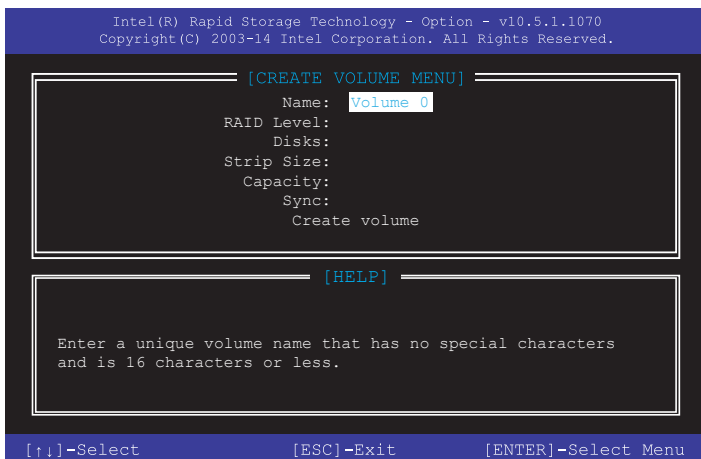 Intel(R) Rapid Storage Technology - Option - v10.5.1.1070
Copyright(C) 2003-14 Intel Corporation. All Rights Reserved.
[CREATE VOLUME MENU]
Name: Volume 0
RAID Level:
Disks:
Strip Size:
Capacity:
Sync:
Create volume
[HELP]
Enter a unique volume name that has no special characters
and is 16 characters or less.
[↑↓]-Select [ESC]-Exit [ENTER]-Select Menu